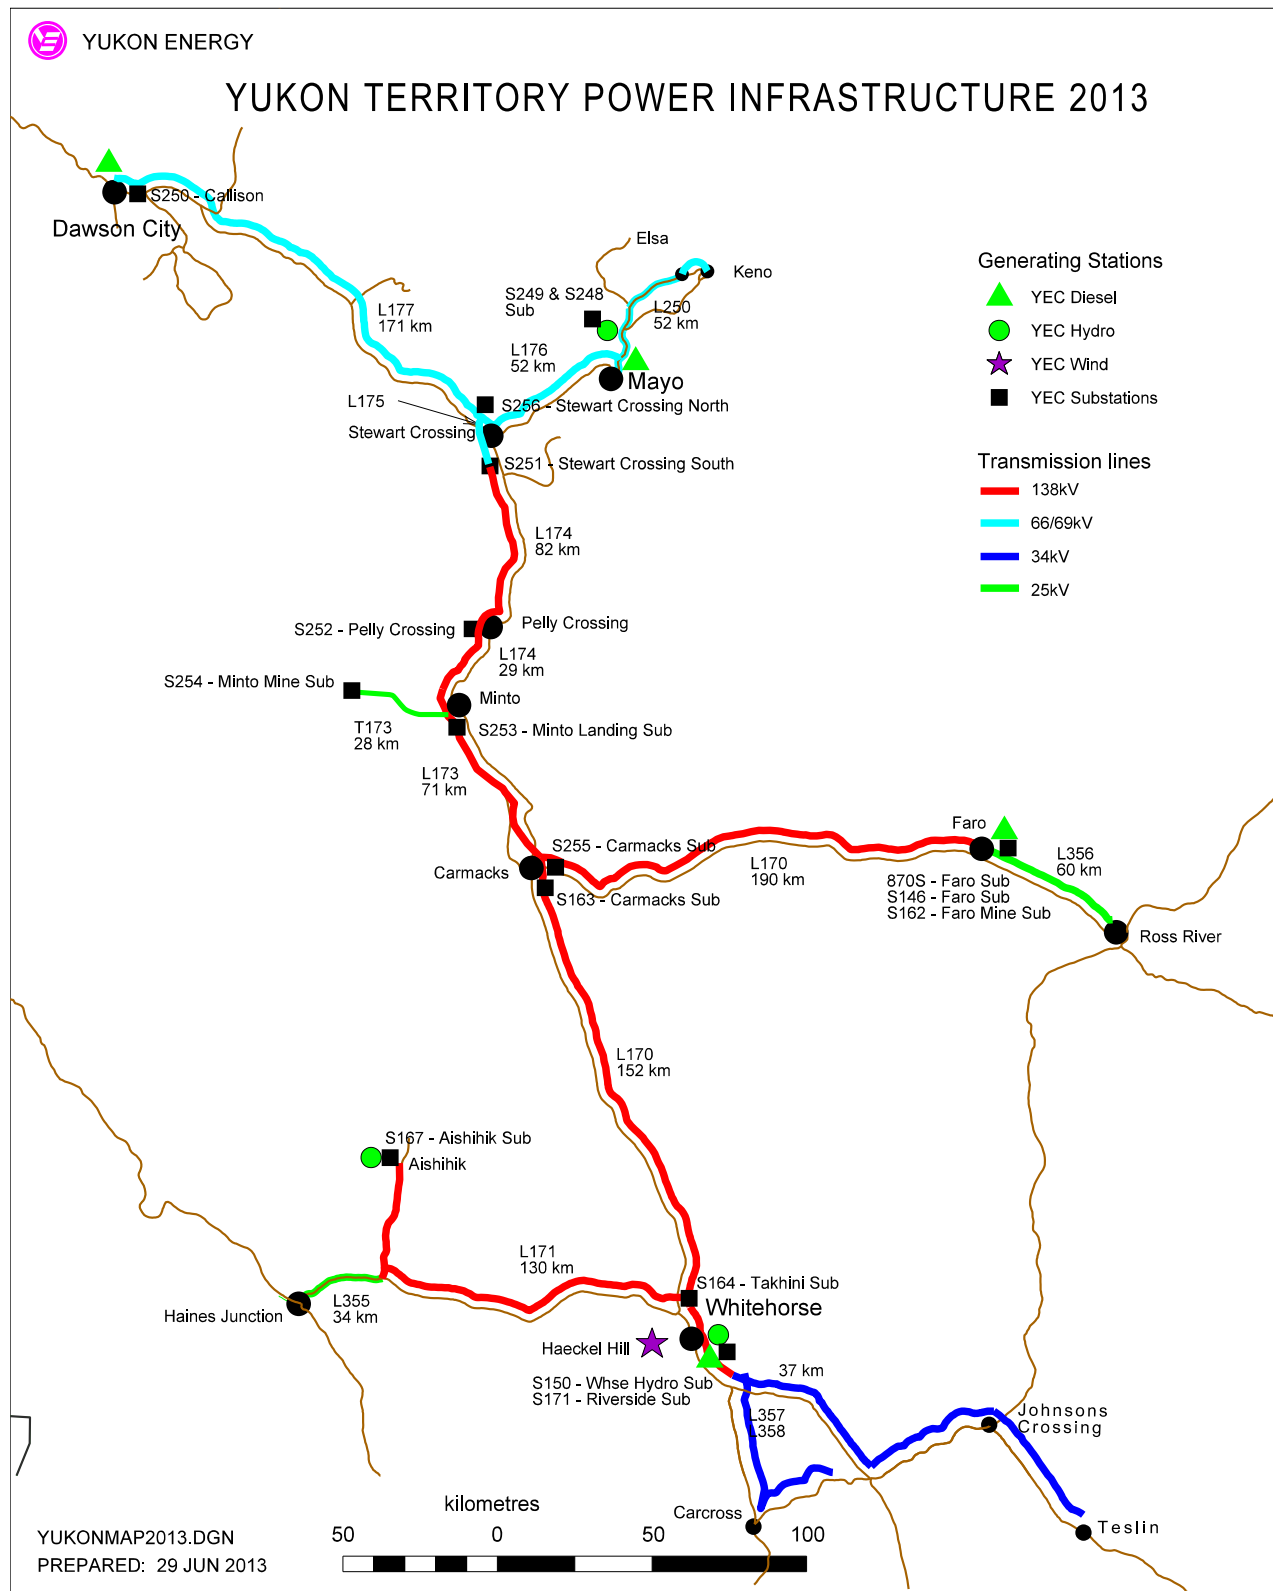 YUKON ENERGY
YUKON TERRITORY POWER INFRASTRUCTURE 2013
S250 - Callison
Dawson City
Elsa
Keno
S249 & S248
Sub
L250
52 km
L177
171 km
L176
52 km
Mayo
L175
S256 - Stewart Crossing North
Stewart Crossing
S251 - Stewart Crossing South
Generating Stations
YEC Diesel
YEC Hydro
YEC Wind
YEC Substations
Transmission lines
138kV
66/69kV
34kV
25kV
L174
82 km
S252 - Pelly Crossing
Pelly Crossing
L174
29 km
S254 - Minto Mine Sub
Minto
T173
28 km
S253 - Minto Landing Sub
L173
71 km
S255 - Carmacks Sub
Carmacks
S163 - Carmacks Sub
L170
190 km
Faro
L356
60 km
870S - Faro Sub
S146 - Faro Sub
S162 - Faro Mine Sub
Ross River
L170
152 km
S167 - Aishihik Sub
Aishihik
L171
130 km
L355
34 km
Haines Junction
S164 - Takhini Sub
Whitehorse
Haeckel Hill
S150 - Whse Hydro Sub
S171 - Riverside Sub
37 km
L357
L358
Johnsons
Crossing
Carcross
Teslin
kilometres
50 0 50 100
YUKONMAP2013.DGN
PREPARED: 29 JUN 2013